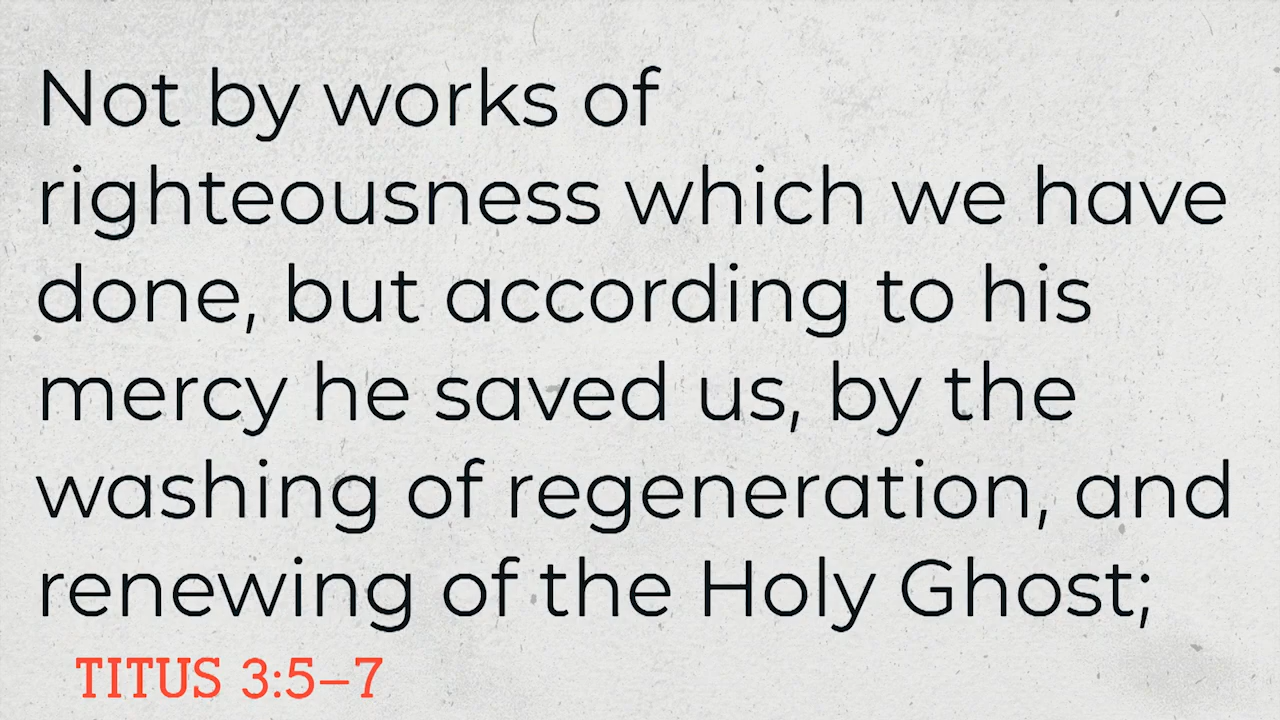 Not by works of
righteousness which we have
done, but according to his
mercy he saved us, by the
washing of regeneration, and
renewing of the Holy Ghost;
TITUS 3:5–7